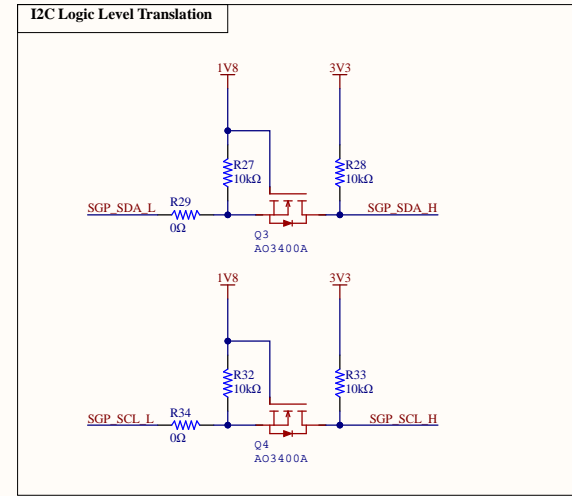 I2C Logic Level Translation
1V8
3V3
R27
10kΩ
R28
10kΩ
SGP_SDA_L
R29
0Ω
SGP_SDA_H
Q3
AO3400A
1V8
3V3
R32
10kΩ
R33
10kΩ
SGP_SCL_L
R34
0Ω
SGP_SCL_H
Q4
AO3400A